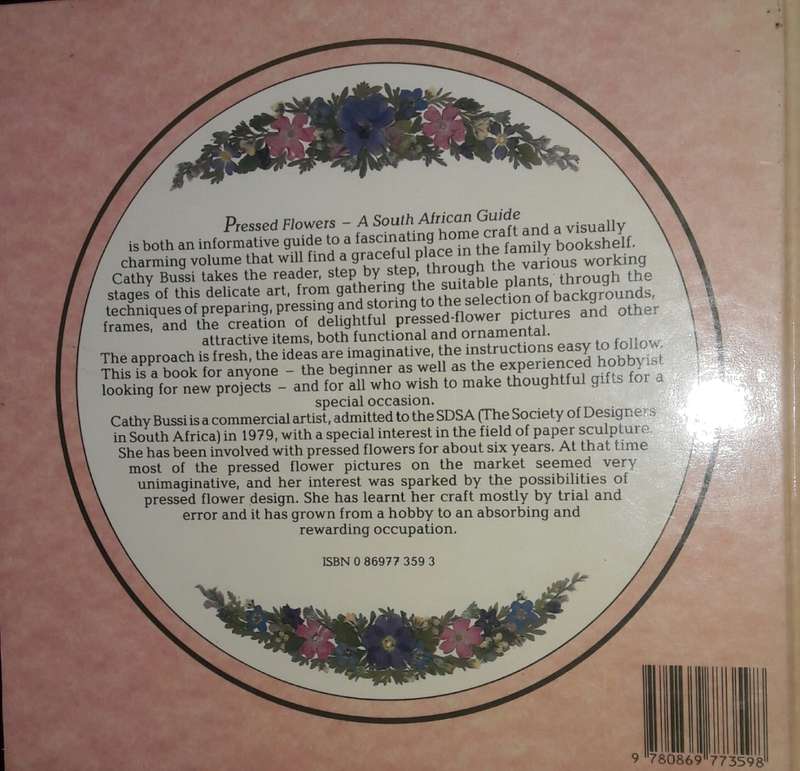 Pressed Flowers – A South African Guide
is both an informative guide to a fascinating home craft and a visually
charming volume that will find a graceful place in the family bookshelf.
Cathy Bussi takes the reader, step by step, through the various working
stages of this delicate art, from gathering the suitable plants, through the
techniques of preparing, pressing and storing to the selection of backgrounds,
frames, and the creation of delightful pressed-flower pictures and other
attractive items, both functional and ornamental.
The approach is fresh, the ideas are imaginative, the instructions easy to follow.
This is a book for anyone – the beginner as well as the experienced hobbyist
looking for new projects – and for all who wish to make thoughtful gifts for a
special occasion.
Cathy Bussi is a commercial artist, admitted to the SDSA (The Society of Designers
in South Africa) in 1979, with a special interest in the field of paper sculpture.
She has been involved with pressed flowers for about six years. At that time
most of the pressed flower pictures on the market seemed very
unimaginative, and her interest was sparked by the possibilities of
pressed flower design. She has learnt her craft mostly by trial and
error and it has grown from a hobby to an absorbing and
rewarding occupation.
ISBN 0 86977 359 3
9 780869 773598